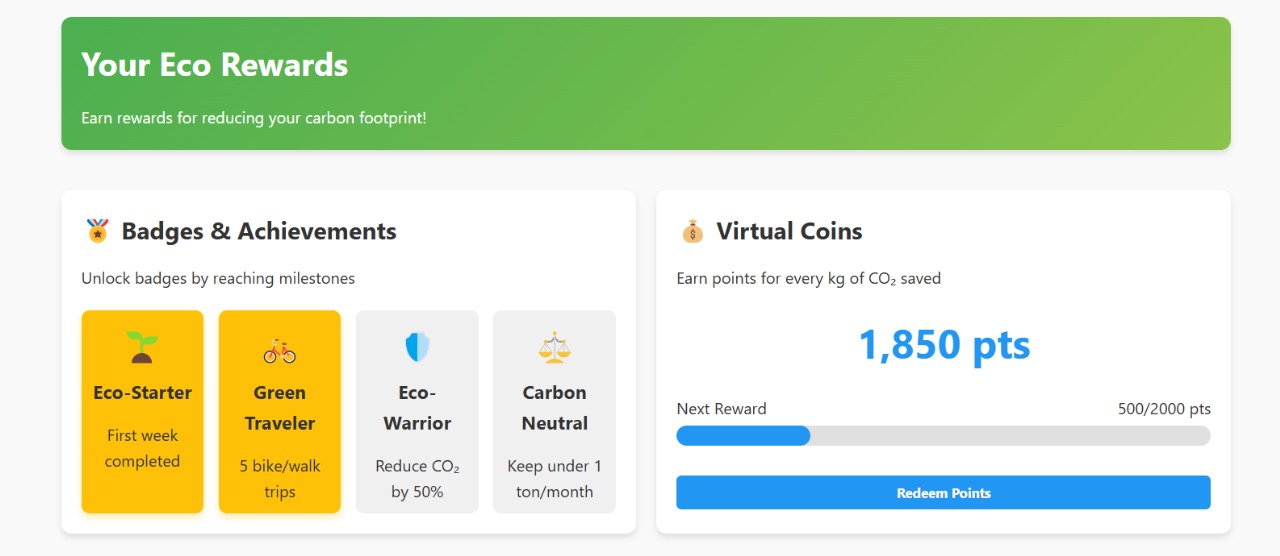 Your Eco Rewards
Earn rewards for reducing your carbon footprint!
Badges & Achievements
Unlock badges by reaching milestones
Eco-Starter
First week
completed
Green
Traveler
5 bike/walk
trips
Eco-
Warrior
Reduce CO₂
by 50%
Carbon
Neutral
Keep under 1
ton/month
Virtual Coins
Earn points for every kg of CO₂ saved
1,850 pts
Next Reward 500/2000 pts
Redeem Points